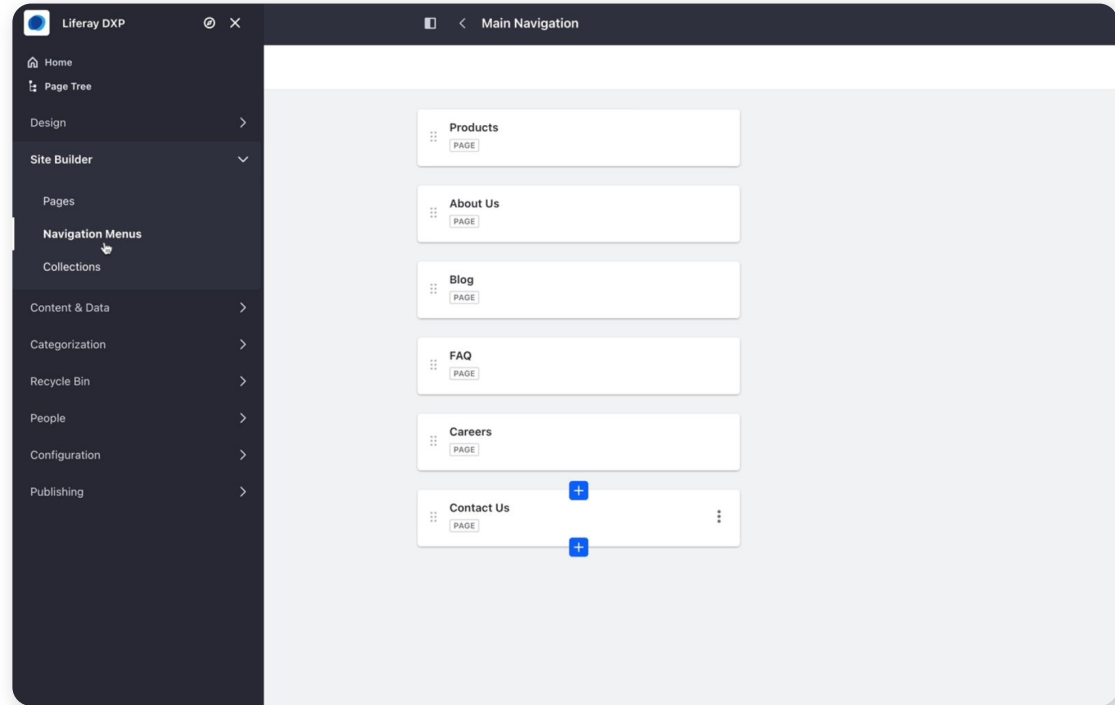 Liferay DXP
Main Navigation
Home
Page Tree
Design
Site Builder
Pages
Navigation Menus
Collections
Content & Data
Categorization
Recycle Bin
People
Configuration
Publishing
Products
PAGE
About Us
PAGE
Blog
PAGE
FAQ
PAGE
Careers
PAGE
Contact Us
PAGE